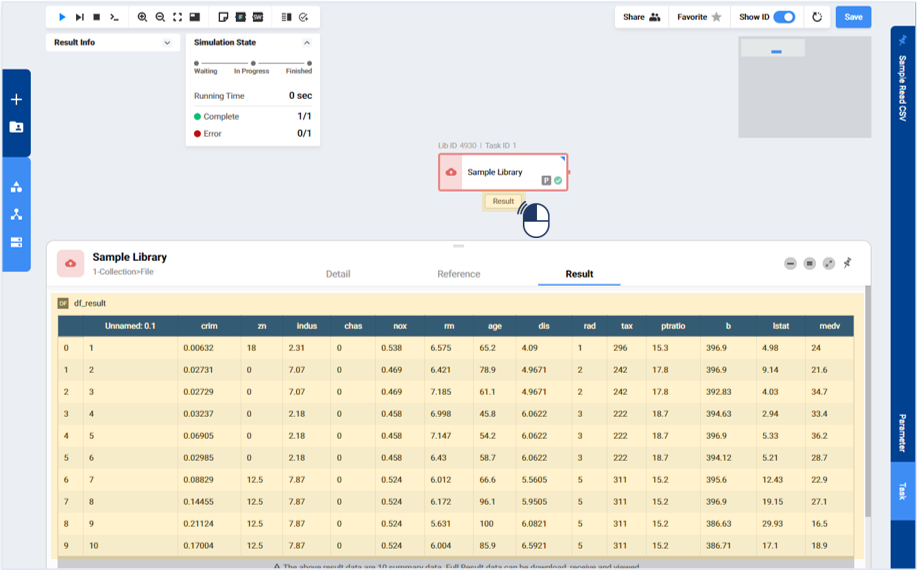 Share
Favorite
Show ID
Save
Result Info
Simulation State
Waiting In Progress Finished
Running Time 0 sec
Complete 1/1
Error 0/1
Sample Read CSV
Lib ID 4930 | Task ID 1
Sample Library
P
Result
Sample Library
1-Collection>File
Detail Reference Result
DF df_result
Unnamed: 0.1 crim zn indus chas nox rm age dis rad tax ptratio b lstat medv
0 1 0.00632 18 2.31 0 0.538 6.575 65.2 4.09 1 296 15.3 396.9 4.98 24
1 2 0.02731 0 7.07 0 0.469 6.421 78.9 4.9671 2 242 17.8 396.9 9.14 21.6
2 3 0.02729 0 7.07 0 0.469 7.185 61.1 4.9671 2 242 17.8 392.83 4.03 34.7
3 4 0.03237 0 2.18 0 0.458 6.998 45.8 6.0622 3 222 18.7 394.63 2.94 33.4
4 5 0.06905 0 2.18 0 0.458 7.147 54.2 6.0622 3 222 18.7 396.9 5.33 36.2
5 6 0.02985 0 2.18 0 0.458 6.43 58.7 6.0622 3 222 18.7 394.12 5.21 28.7
6 7 0.08829 12.5 7.87 0 0.524 6.012 66.6 5.5605 5 311 15.2 395.6 12.43 22.9
7 8 0.14455 12.5 7.87 0 0.524 6.172 96.1 5.9505 5 311 15.2 396.9 19.15 27.1
8 9 0.21124 12.5 7.87 0 0.524 5.631 100 6.0821 5 311 15.2 386.63 29.93 16.5
9 10 0.17004 12.5 7.87 0 0.524 6.004 85.9 6.5921 5 311 15.2 386.71 17.1 18.9
The above result data are 10 summary data. Full Result data can be download, receive and viewed
Parameter
Task